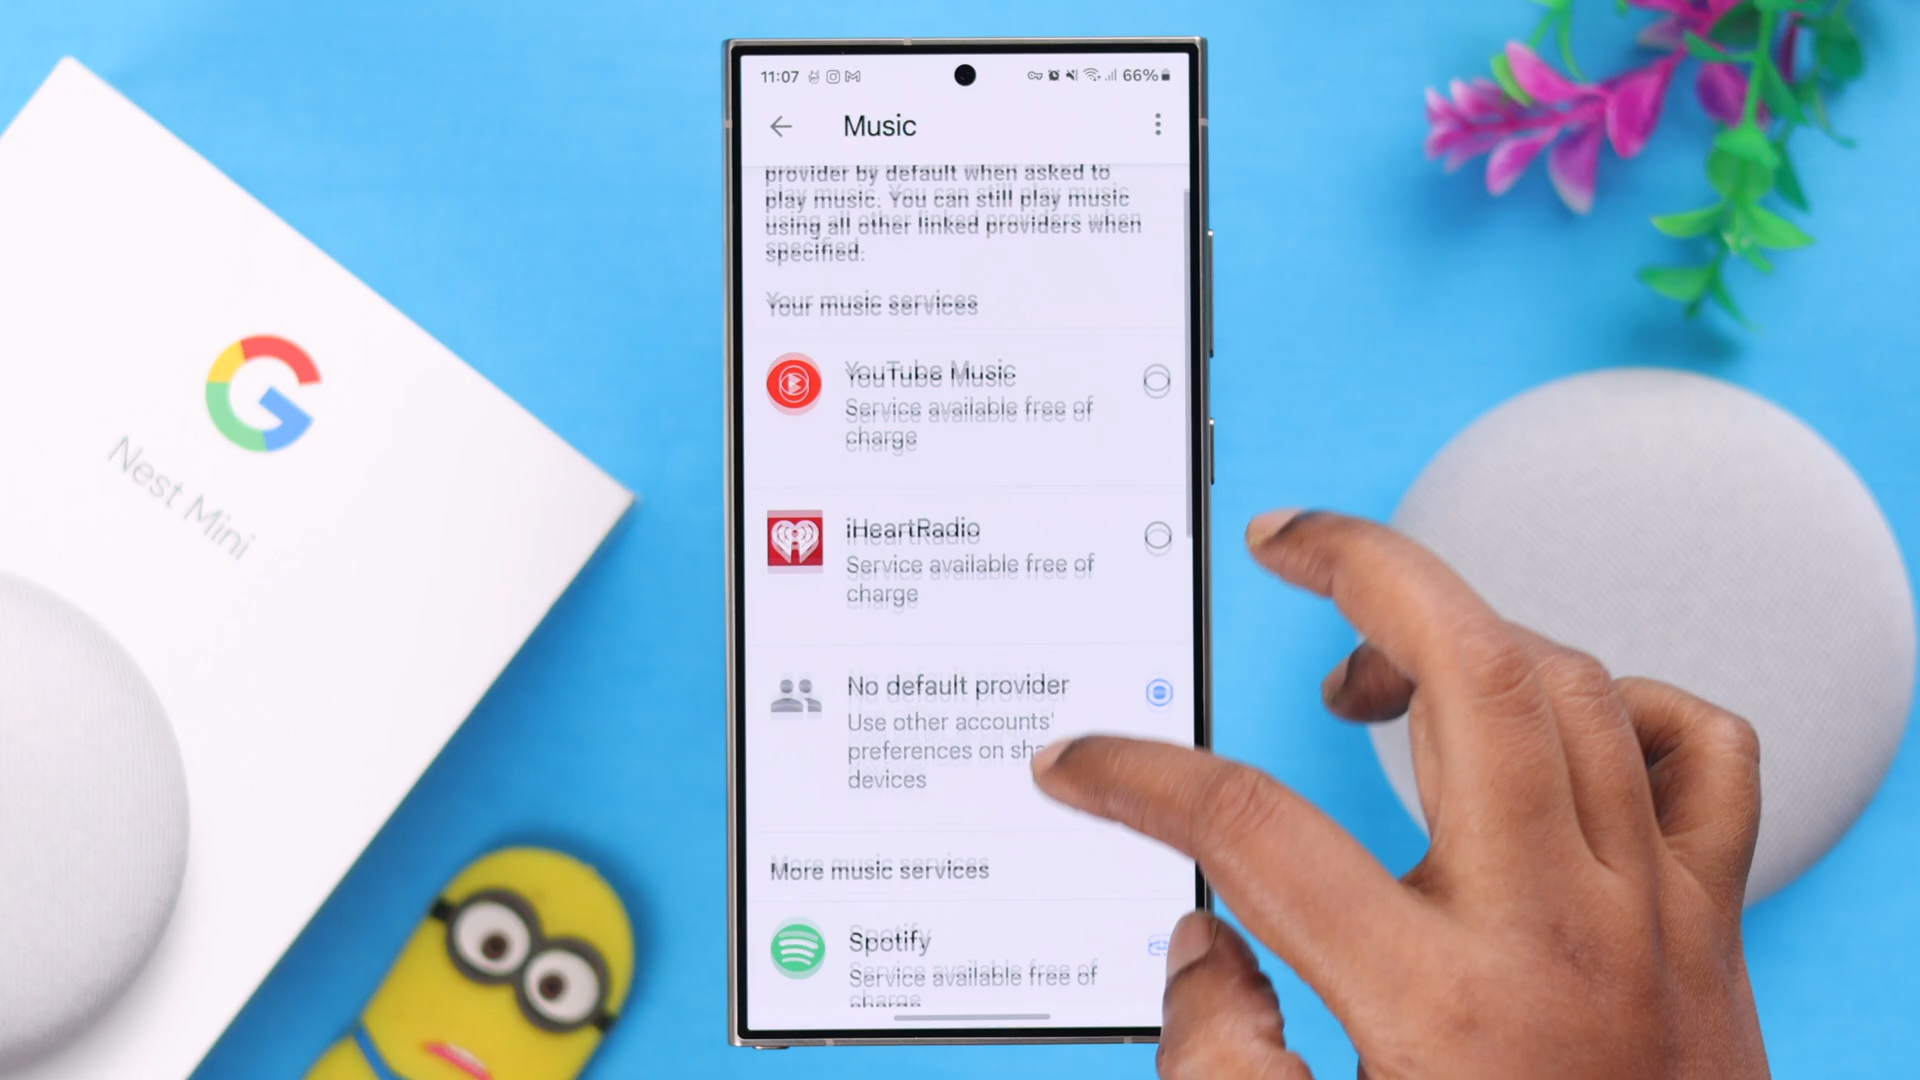 11:07
66%
Music
provider by default when asked to
play music. You can still play music
using all other linked providers when
specified.
Your music services
YouTube Music
Service available free of
charge
iHeartRadio
Service available free of
charge
No default provider
Use other accounts'
preferences on
devices
More music services
Spotify
Service available free of
charge
G
Nest Mini